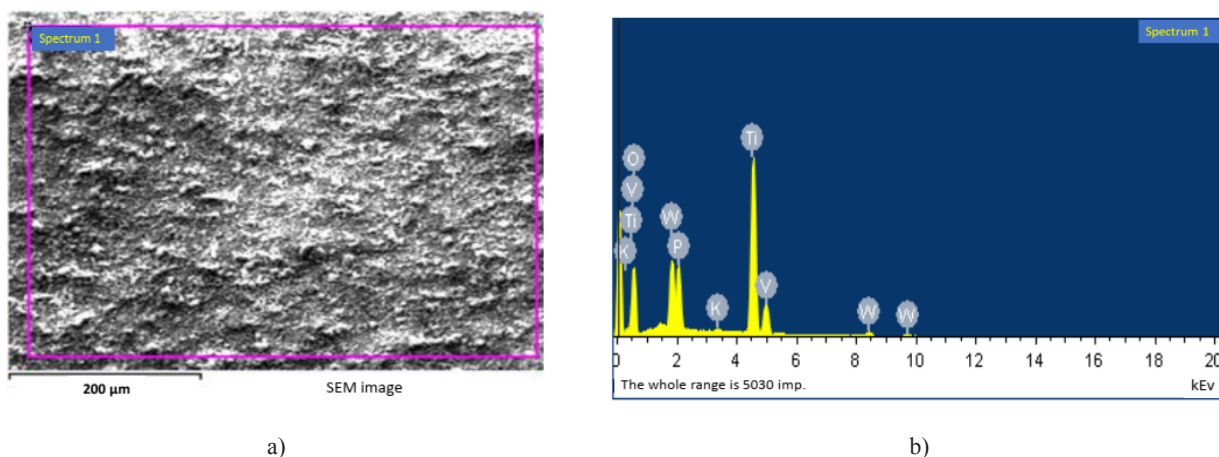 Spectrum 1
200 µm
SEM image
a)
Spectrum 1
O
V
Ti
K
W
P
K
Ti
V
W
W
0 2 4 6 8 10 12 14 16 18 20
The whole range is 5030 imp.
kEv
b)